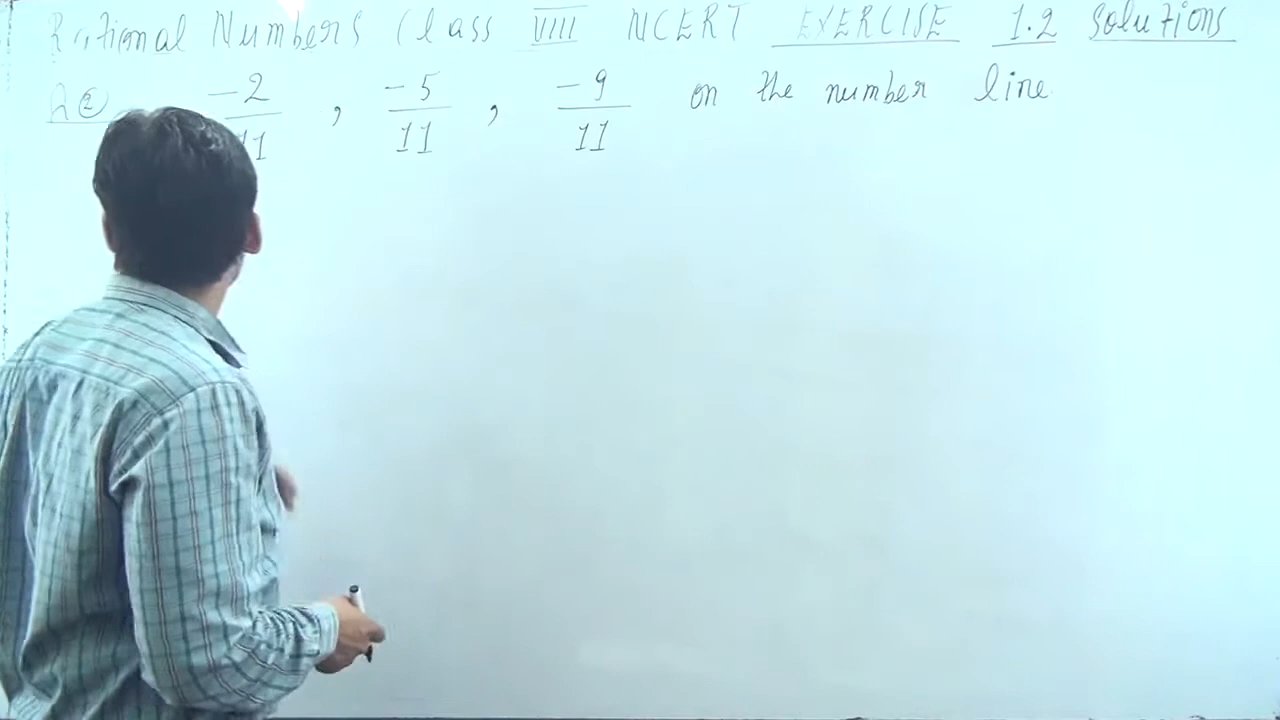 Rational Numbers Class VIII NCERT EXERCISE 1.2 Solutions
② -2/11 , -5/11 , -9/11 on the number line